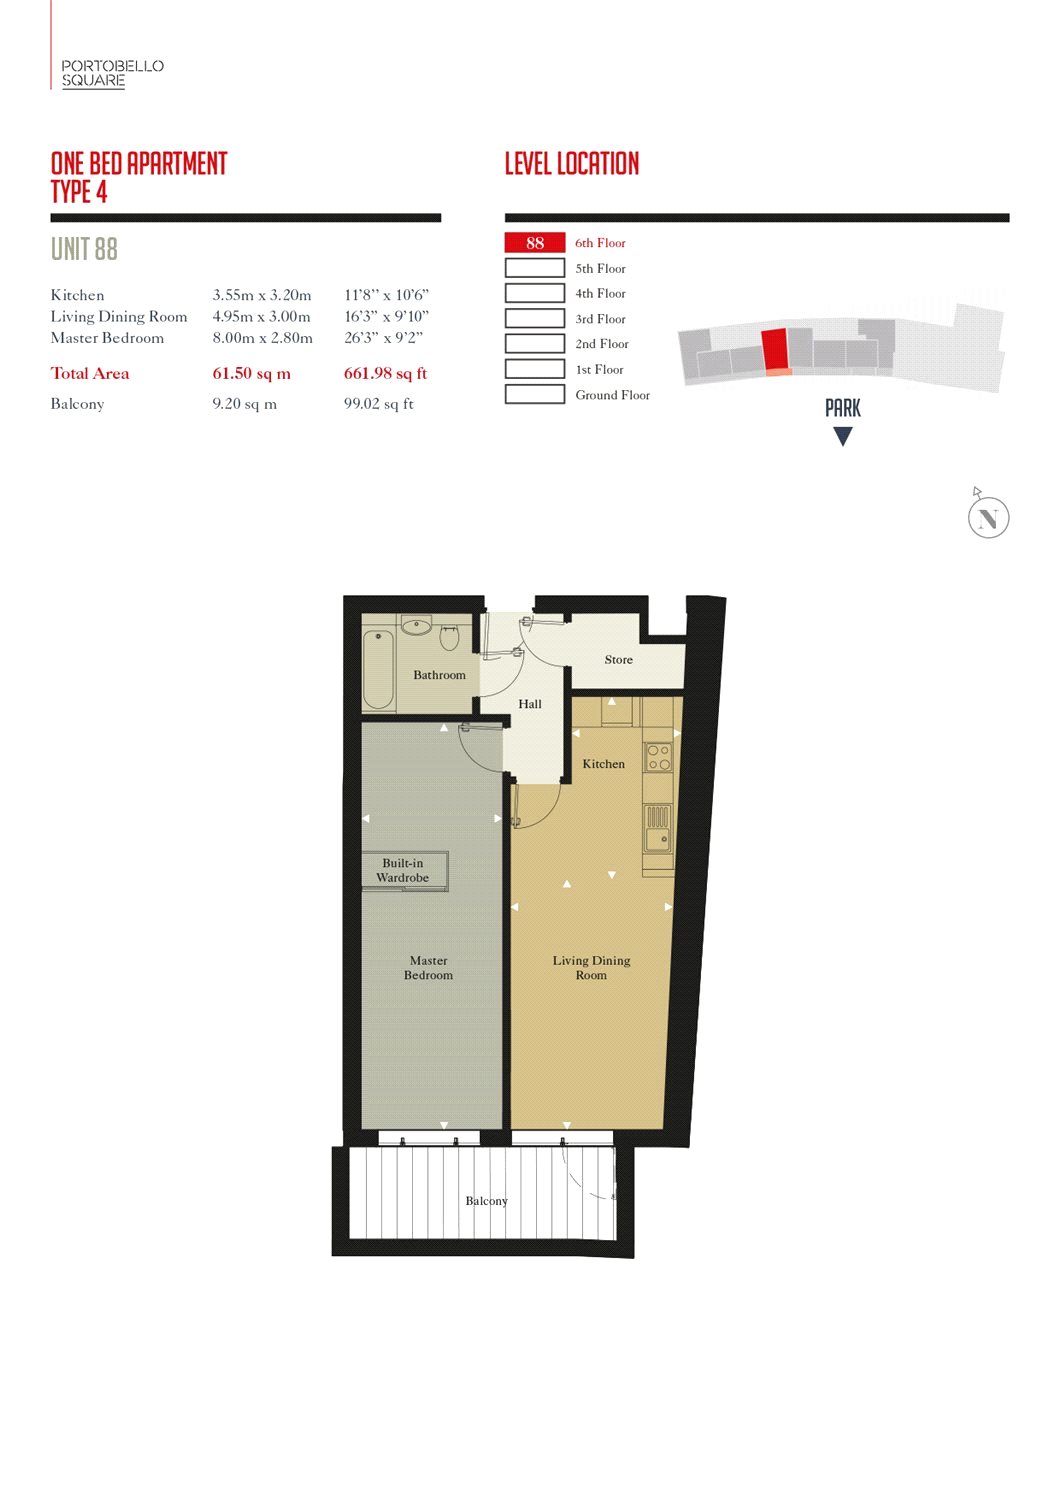 PORTOBELLO
SQUARE
ONE BED APARTMENT
TYPE 4
UNIT 88
Kitchen 3.55m x 3.20m 11'8'' x 10'6"
Living Dining Room 4.95m x 3.00m 16'3" x 9'10"
Master Bedroom 8.00m x 2.80m 26'3" x 9'2"
Total Area 61.50 sq m 661.98 sq ft
Balcony 9.20 sq m 99.02 sq ft
LEVEL LOCATION
88 6th Floor
5th Floor
4th Floor
3rd Floor
2nd Floor
1st Floor
Ground Floor
PARK
N
Bathroom
Store
Hall
Kitchen
Built-in
Wardrobe
Master
Bedroom
Living Dining
Room
Balcony